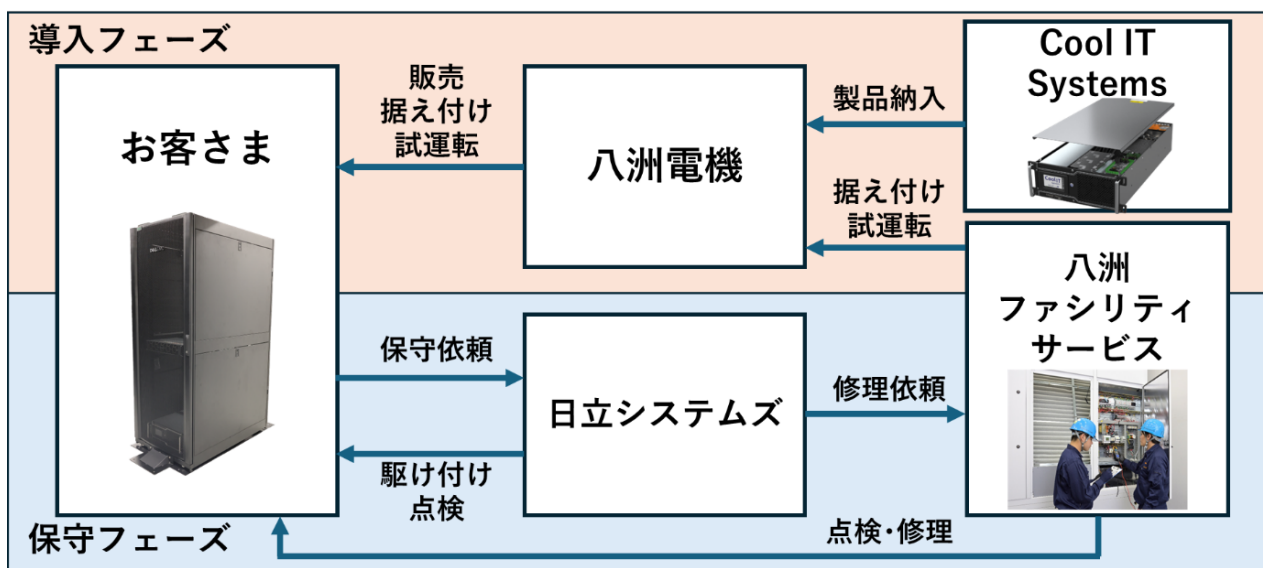 導入フェーズ
お客さま
販売
据え付け
試運転
八洲電機
製品納入
据え付け
試運転
Cool IT
Systems
Cool IT
八洲
ファシリティ
サービス
保守依頼
日立システムズ
修理依頼
駆け付け
点検
点検・修理
保守フェーズ